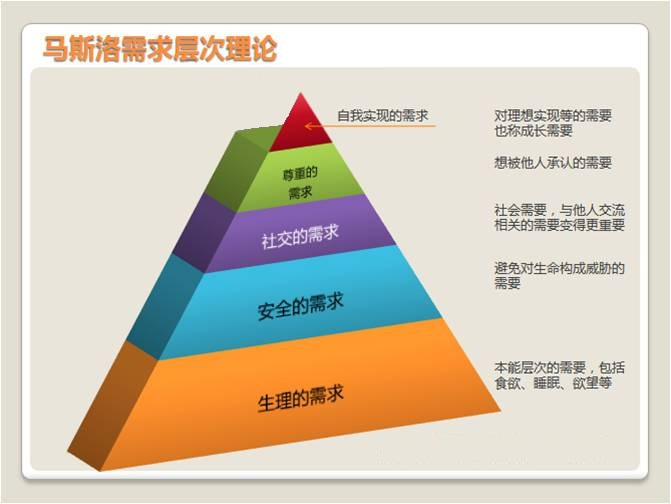 马斯洛需求层次理论
自我实现的需求
对理想实现等的需要
也称成长需要
尊重的
需求
想被他人承认的需要
社交的需求
社会需要，与他人交流
相关的需要变得更重要
安全的需求
避免对生命构成威胁的
需要
生理的需求
本能层次的需要，包括
食欲、睡眠、欲望等